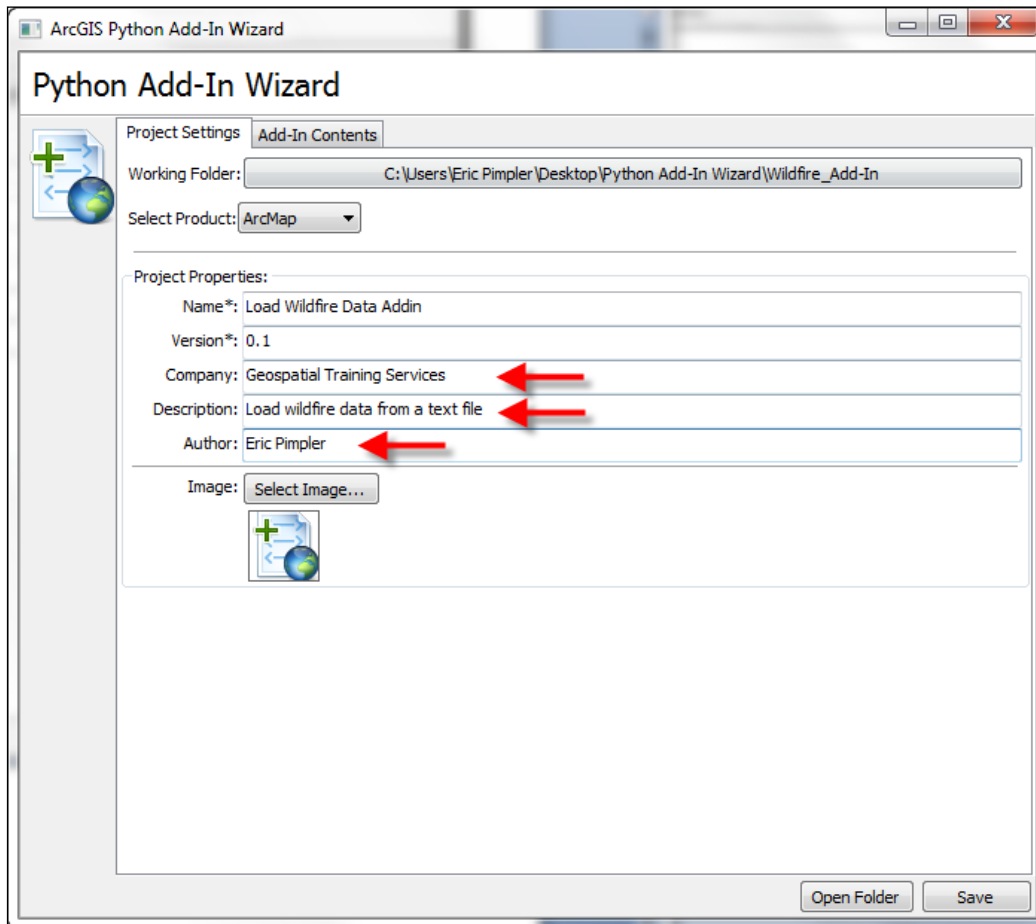 ArcGIS Python Add-In Wizard
Python Add-In Wizard
Project Settings Add-In Contents
Working Folder: C:\Users\Eric Pimpler\Desktop\Python Add-In Wizard\Wildfire_Add-In
Select Product: ArcMap
Project Properties:
Name*: Load Wildfire Data Addin
Version*: 0.1
Company: Geospatial Training Services
Description: Load wildfire data from a text file
Author: Eric Pimpler
Image: Select Image...
Open Folder Save